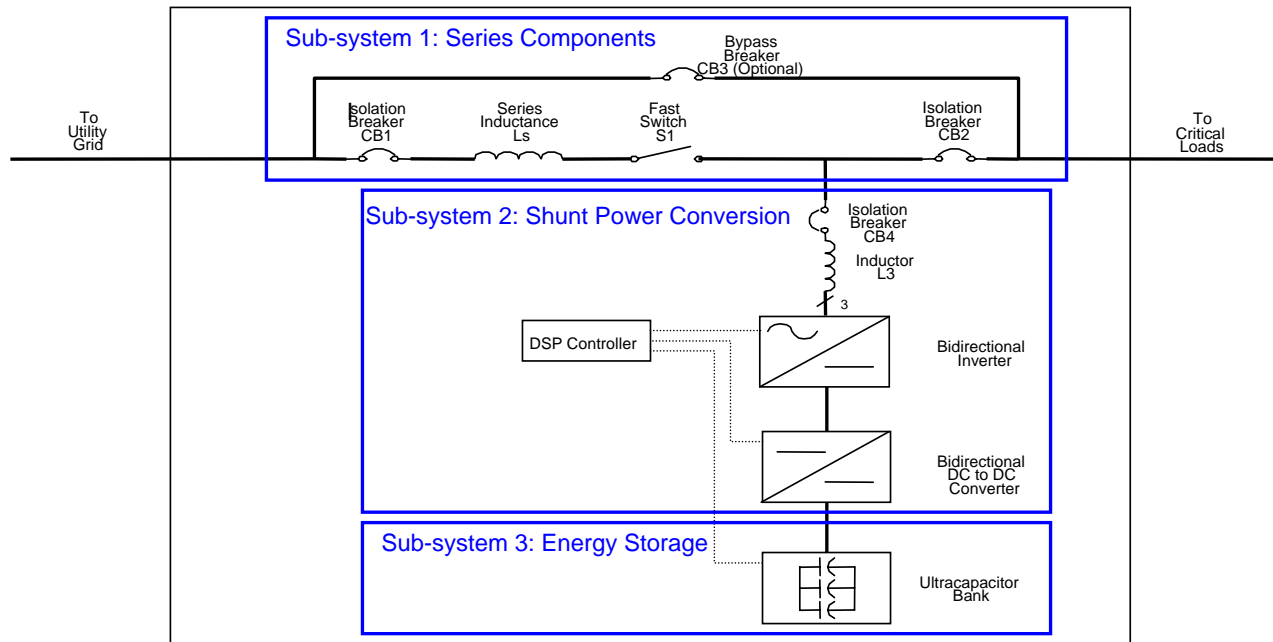 Sub-system 1: Series Components
Bypass
Breaker
CB3 (Optional)
To
Utility
Grid
Isolation
Breaker
CB1
Series
Inductance
Ls
Fast
Switch
S1
Isolation
Breaker
CB2
To
Critical
Loads
Sub-system 2: Shunt Power Conversion
Isolation
Breaker
CB4
Inductor
L3
3
DSP Controller
Bidirectional
Inverter
Bidirectional
DC to DC
Converter
Sub-system 3: Energy Storage
Ultracapacitor
Bank